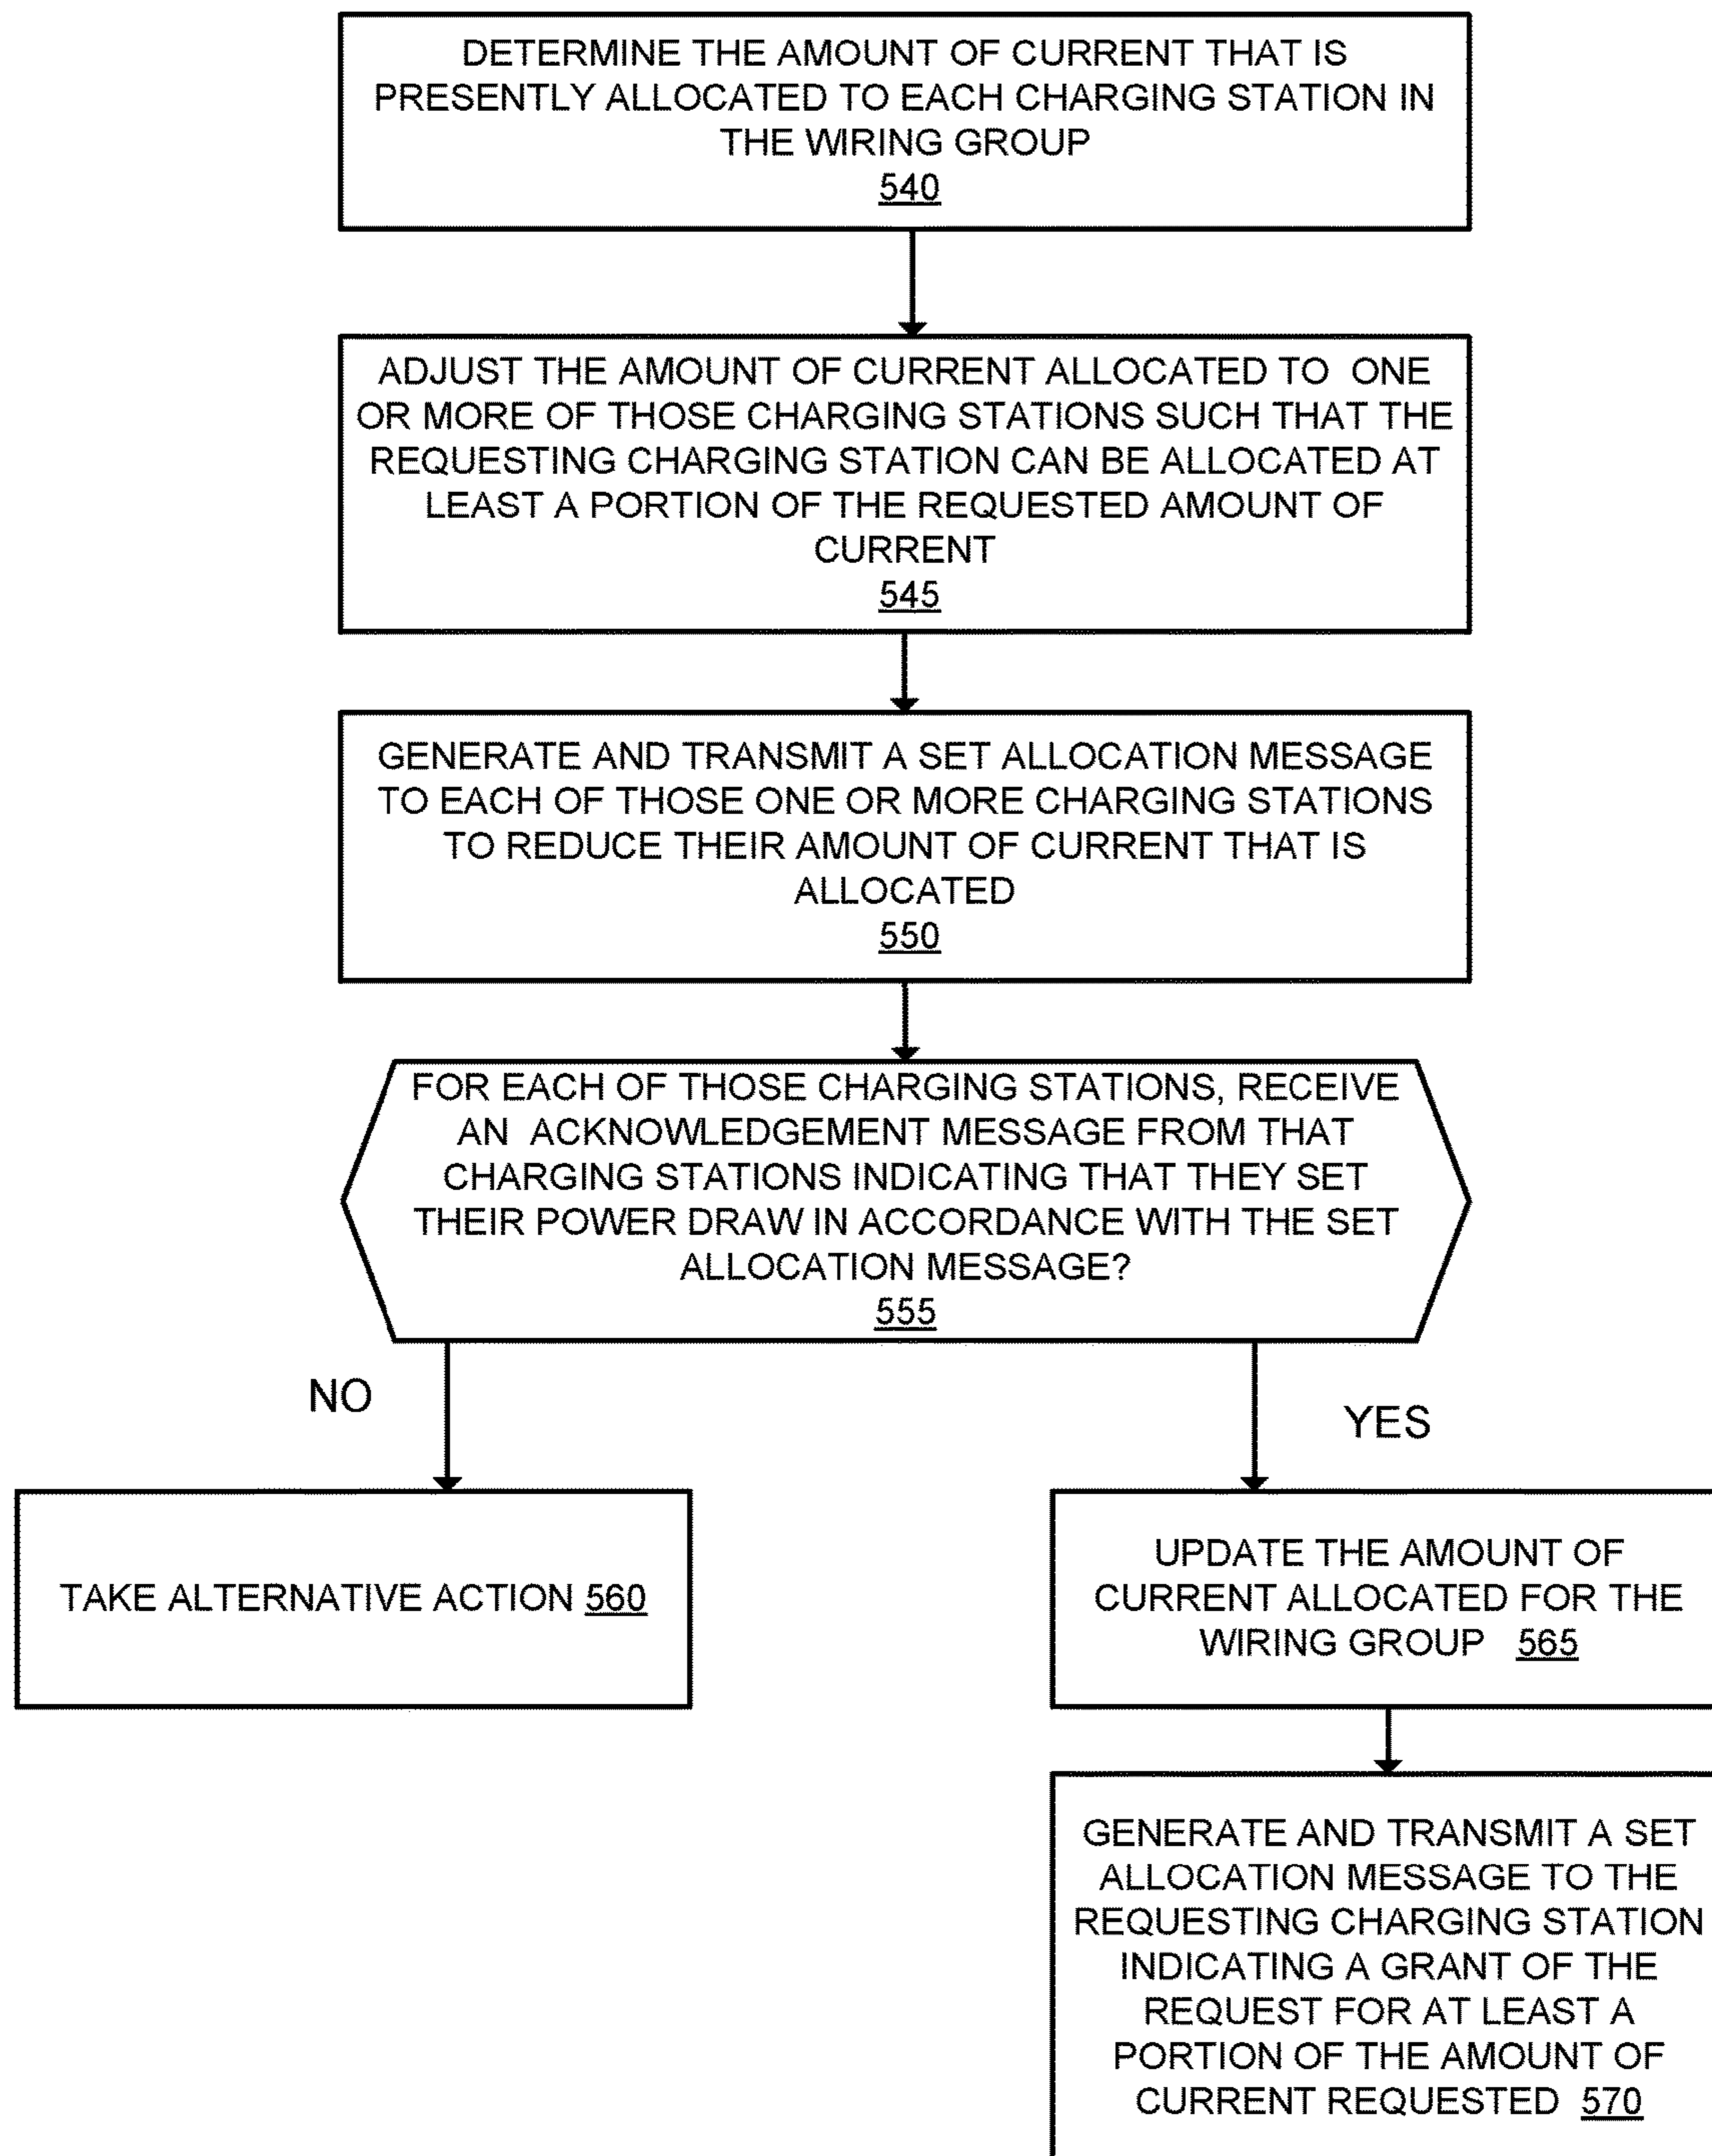 DETERMINE THE AMOUNT OF CURRENT THAT IS
PRESENTLY ALLOCATED TO EACH CHARGING STATION IN
THE WIRING GROUP
540
ADJUST THE AMOUNT OF CURRENT ALLOCATED TO ONE
OR MORE OF THOSE CHARGING STATIONS SUCH THAT THE
REQUESTING CHARGING STATION CAN BE ALLOCATED AT
LEAST A PORTION OF THE REQUESTED AMOUNT OF
CURRENT
545
GENERATE AND TRANSMIT A SET ALLOCATION MESSAGE
TO EACH OF THOSE ONE OR MORE CHARGING STATIONS
TO REDUCE THEIR AMOUNT OF CURRENT THAT IS
ALLOCATED
550
FOR EACH OF THOSE CHARGING STATIONS, RECEIVE
AN ACKNOWLEDGEMENT MESSAGE FROM THAT
CHARGING STATIONS INDICATING THAT THEY SET
THEIR POWER DRAW IN ACCORDANCE WITH THE SET
ALLOCATION MESSAGE?
555
NO
YES
TAKE ALTERNATIVE ACTION 560
UPDATE THE AMOUNT OF
CURRENT ALLOCATED FOR THE
WIRING GROUP 565
GENERATE AND TRANSMIT A SET
ALLOCATION MESSAGE TO THE
REQUESTING CHARGING STATION
INDICATING A GRANT OF THE
REQUEST FOR AT LEAST A
PORTION OF THE AMOUNT OF
CURRENT REQUESTED 570